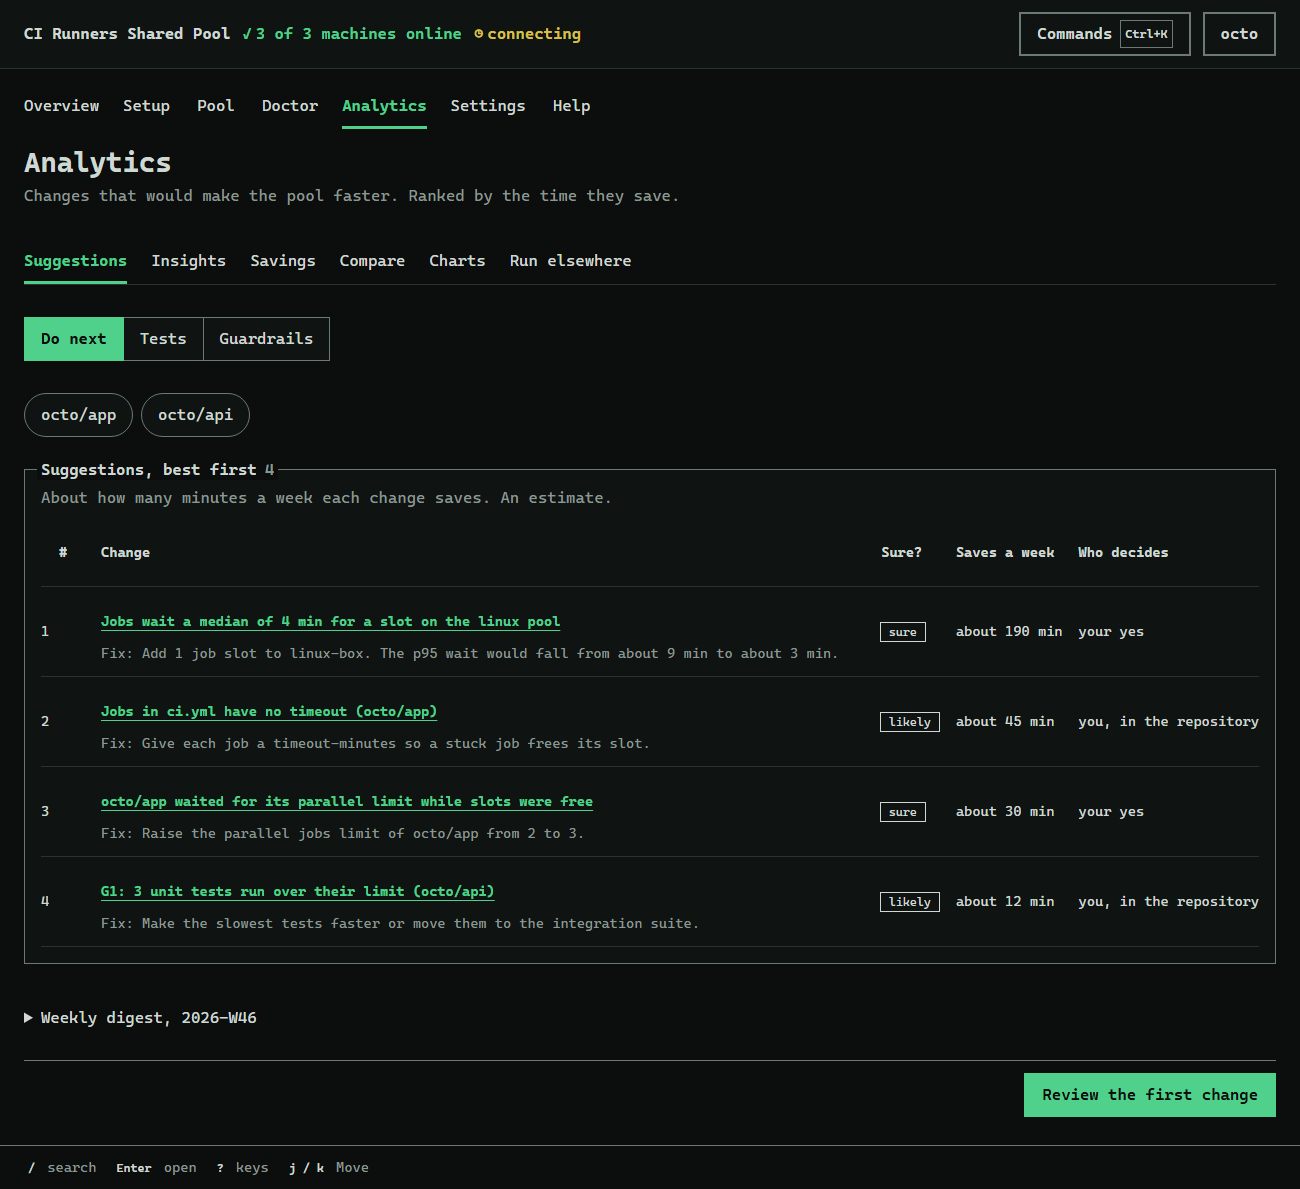 CI Runners Shared Pool ✓ 3 of 3 machines online connecting
Commands Ctrl+K octo
Overview Setup Pool Doctor Analytics Settings Help
Analytics
Changes that would make the pool faster. Ranked by the time they save.
Suggestions Insights Savings Compare Charts Run elsewhere
Do next Tests Guardrails
octo/app octo/api
Suggestions, best first 4
About how many minutes a week each change saves. An estimate.
# Change Sure? Saves a week Who decides
Jobs wait a median of 4 min for a slot on the linux pool
1 sure about 190 min your yes
Fix: Add 1 job slot to linux-box. The p95 wait would fall from about 9 min to about 3 min.
Jobs in ci.yml have no timeout (octo/app)
2 likely about 45 min you, in the repository
Fix: Give each job a timeout-minutes so a stuck job frees its slot.
octo/app waited for its parallel limit while slots were free
3 sure about 30 min your yes
Fix: Raise the parallel jobs limit of octo/app from 2 to 3.
G1: 3 unit tests run over their limit (octo/api)
4 likely about 12 min you, in the repository
Fix: Make the slowest tests faster or move them to the integration suite.
Weekly digest, 2026-W46
Review the first change
/ search Enter open ? keys j / k Move